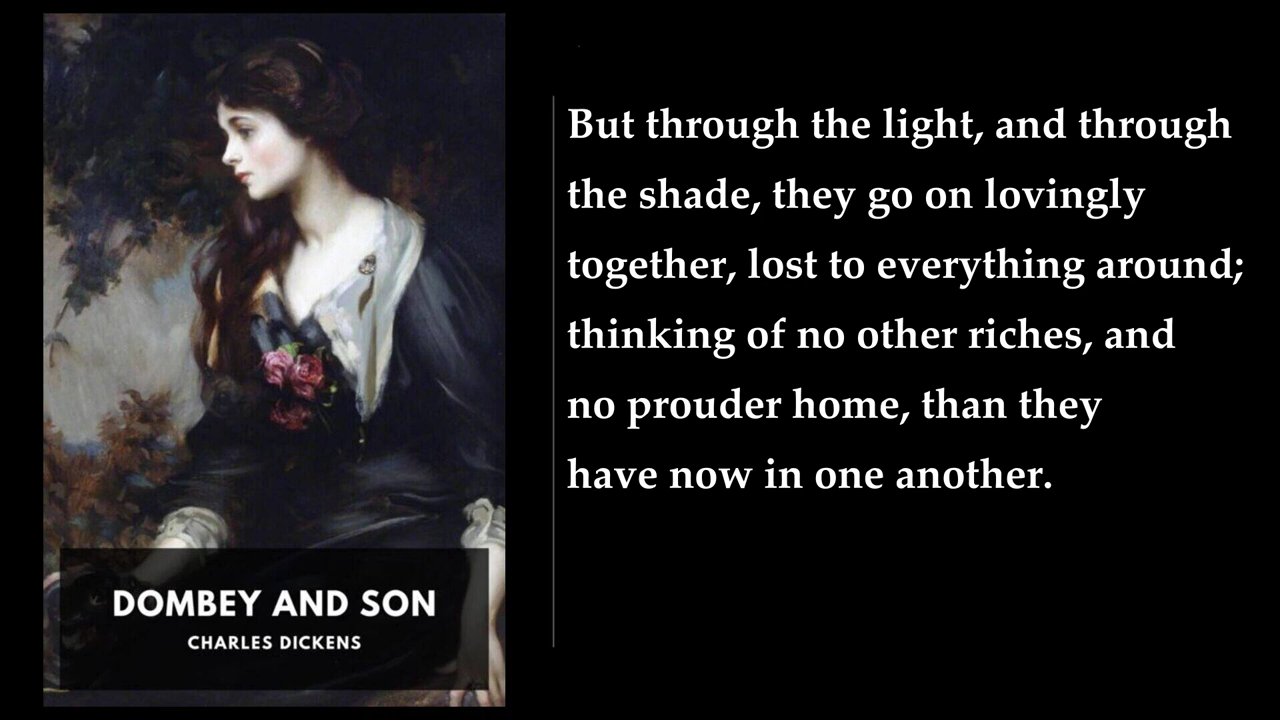 But through the light, and through
the shade, they go on lovingly
together, lost to everything around;
thinking of no other riches, and
no prouder home, than they
have now in one another.
DOMBEY AND SON
CHARLES DICKENS